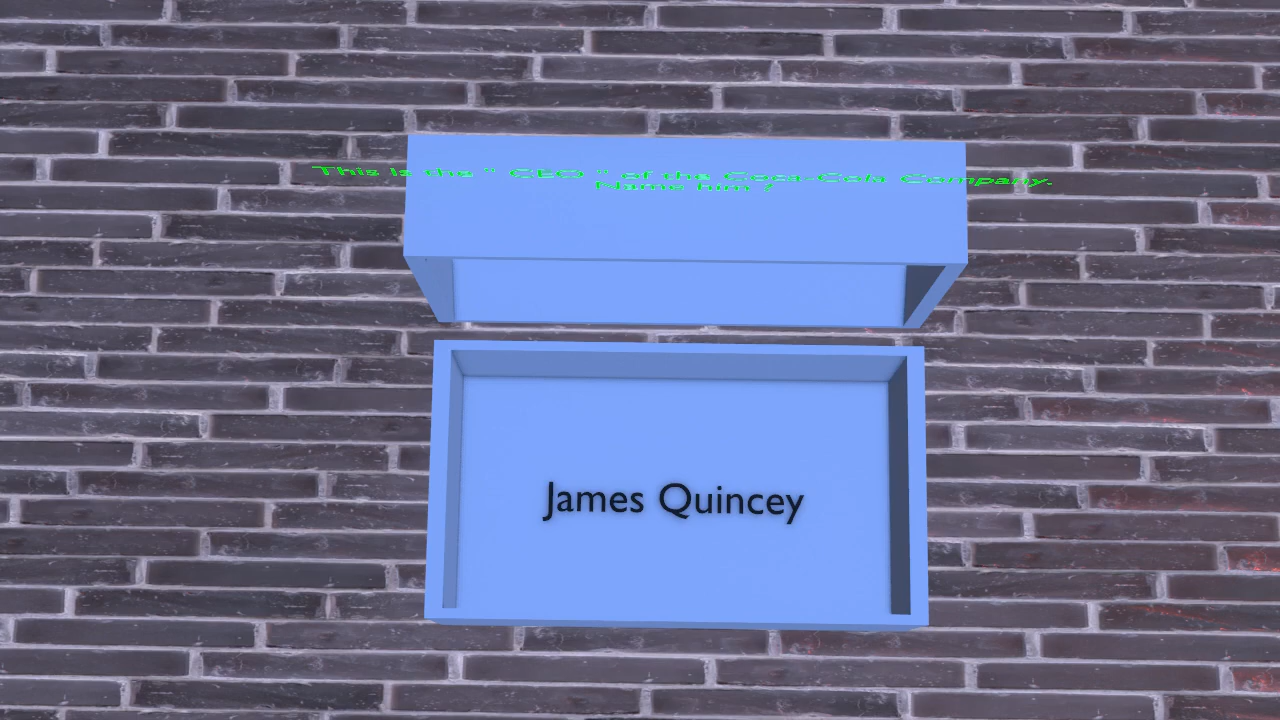 This is the " CEO " of the Coca-Cola Company.
Name him ?
James Quincey